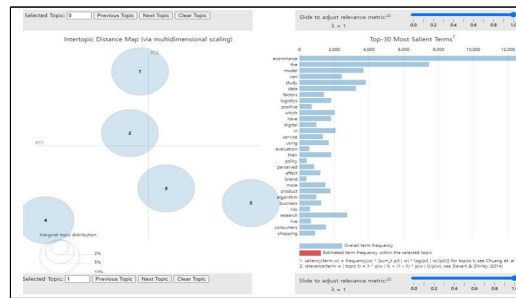 Selected Topic: 0 Previous Topic Next Topic Clear Topic
Slide to adjust relevance metric:(2)
λ = 1
0.0 0.2 0.4 0.6 0.8 1.0
Intertopic Distance Map (via multidimensional scaling)
PC2
PC1
1
2
3
4
5
Marginal topic distribution
2%
5%
10%
Top-30 Most Salient Terms1
0 2,000 4,000 6,000 8,000 10,000 12,000
ecommerce
the
model
can
study
data
factors
logistics
positive
which
have
digital
in
service
using
evaluation
their
policy
perceived
effect
brand
more
product
algorithm
business
risk
research
live
consumers
shopping
Overall term frequency
Estimated term frequency within the selected topic
1. saliency(term w) = frequency(w) * [sum_t p(t | w) * log(p(t | w)/p(t))] for topics t; see Chuang et. al
2. relevance(term w | topic t) = λ * p(w | t) + (1 - λ) * p(w | t)/p(w); see Sievert & Shirley (2014)
Selected Topic: 1 Previous Topic Next Topic Clear Topic
Slide to adjust relevance metric:(2)
λ = 1
0.0 0.2 0.4 0.6 0.8 1.0